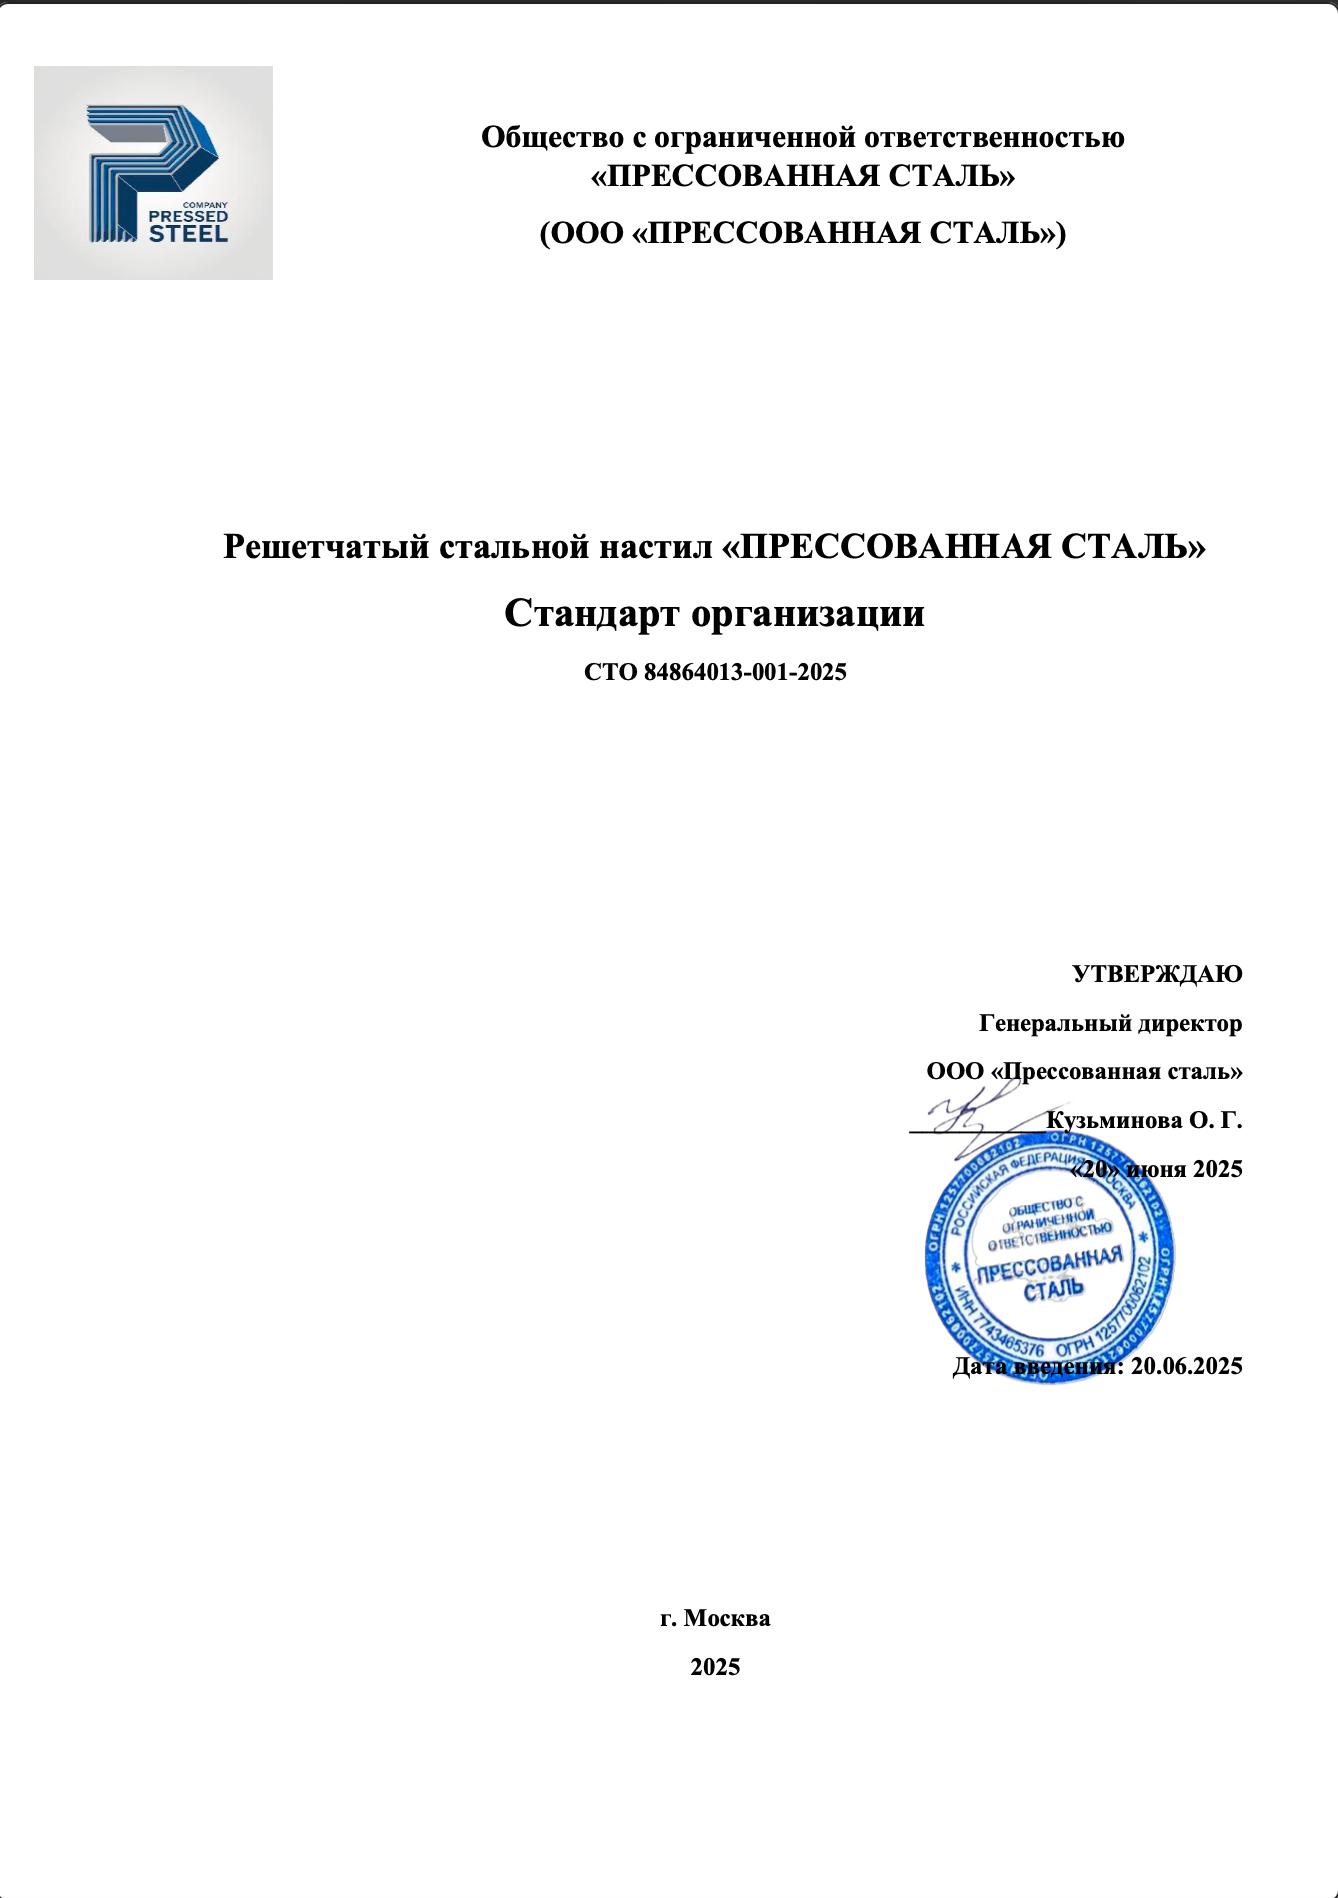 COMPANY
PRESSED
STEEL
Общество с ограниченной ответственностью
«ПРЕССОВАННАЯ СТАЛЬ»
(ООО «ПРЕССОВАННАЯ СТАЛЬ»)
Решетчатый стальной настил «ПРЕССОВАННАЯ СТАЛЬ»
Стандарт организации
СТО 84864013-001-2025
УТВЕРЖДАЮ
Генеральный директор
ООО «Прессованная сталь»
Кузьминова О. Г.
«20» июня 2025
ОГРН 1257700062102 ОГРН 1257700062102
РОССИЙСКАЯ ФЕДЕРАЦИЯ МОСКВА
ОБЩЕСТВО С
ОГРАНИЧЕННОЙ
ОТВЕТСТВЕННОСТЬЮ
ПРЕССОВАННАЯ
СТАЛЬ
ИНН 7743465376 ОГРН 1257700062102
Дата введения: 20.06.2025
г. Москва
2025